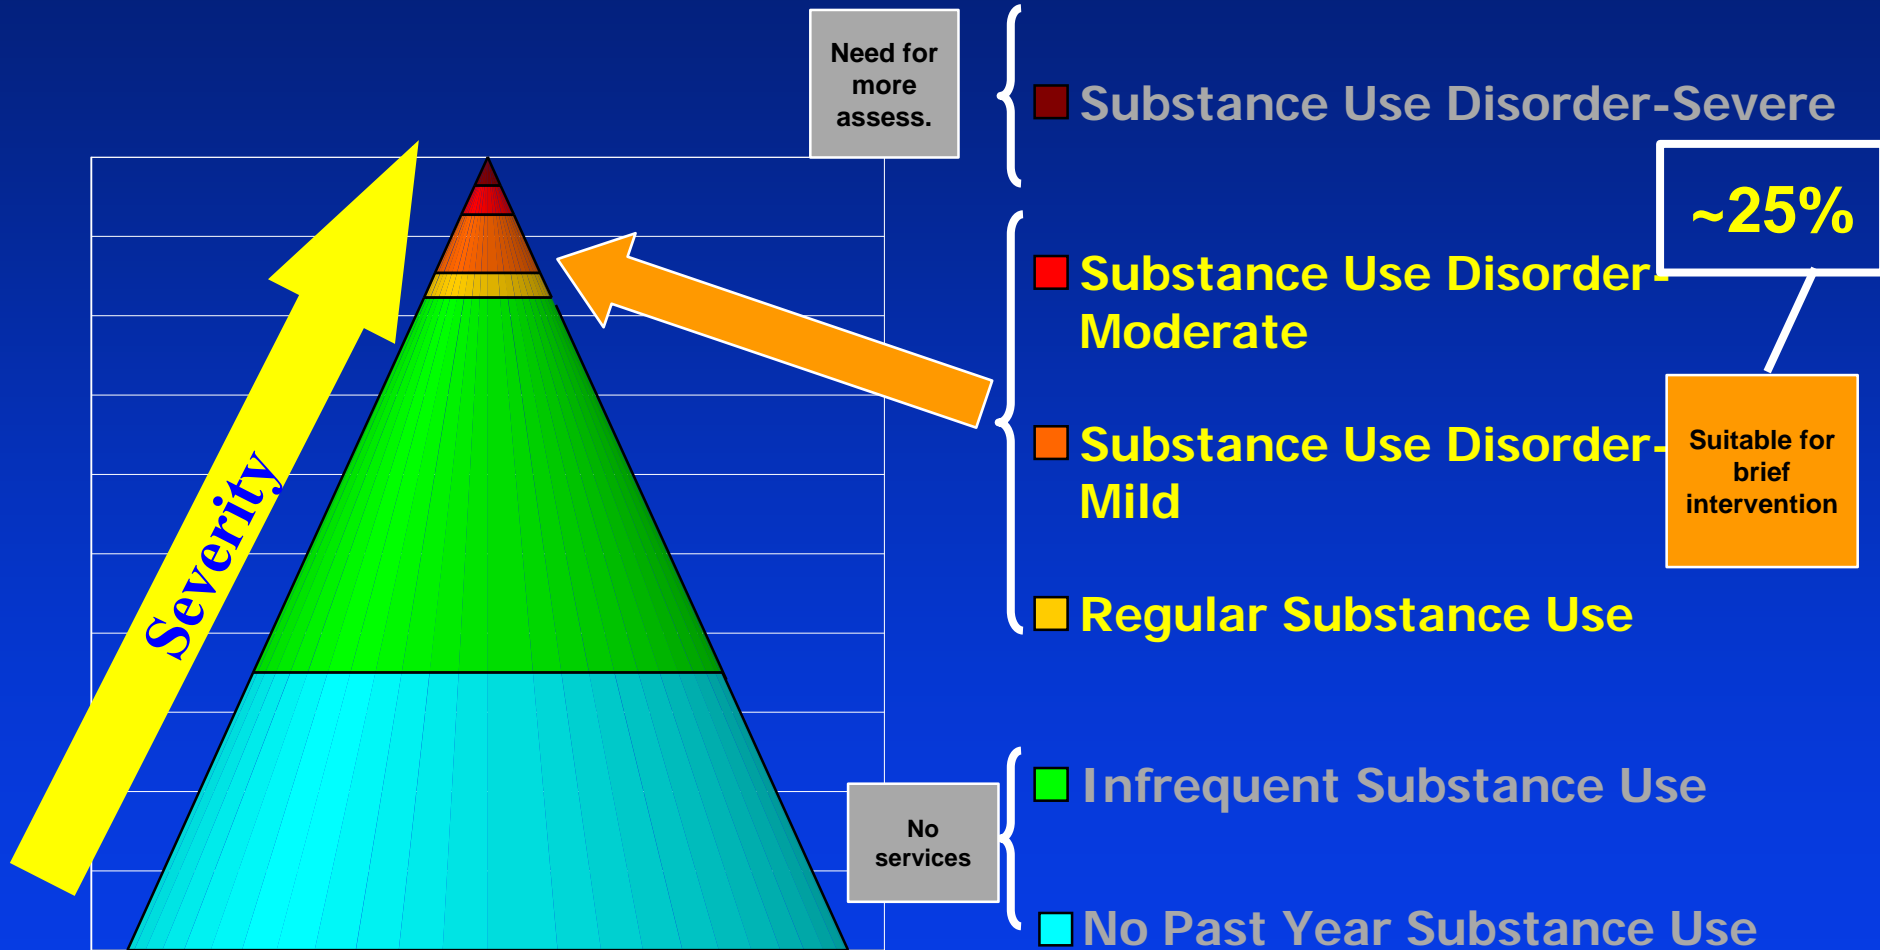 Need for
more
assess.
Substance Use Disorder-Severe
~25%
Substance Use Disorder-
Moderate
Substance Use Disorder-
Mild
Suitable for
brief
intervention
Regular Substance Use
Severity
Infrequent Substance Use
No
services
No Past Year Substance Use